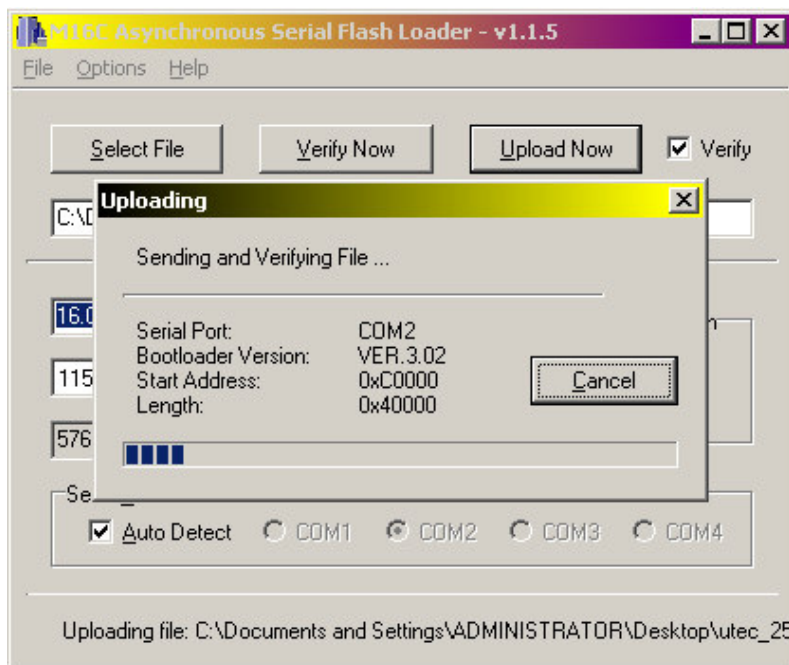 M16C Asynchronous Serial Flash Loader - v1.1.5
File Options Help
Select File Verify Now Upload Now Verify
C:\D
Uploading
Sending and Verifying File ...
16.0
Serial Port: COM2
Bootloader Version: VER.3.02
115
Start Address: 0xC0000
Length: 0x40000
Cancel
576
Se
Auto Detect COM1 COM2 COM3 COM4
Uploading file: C:\Documents and Settings\ADMINISTRATOR\Desktop\utec_25